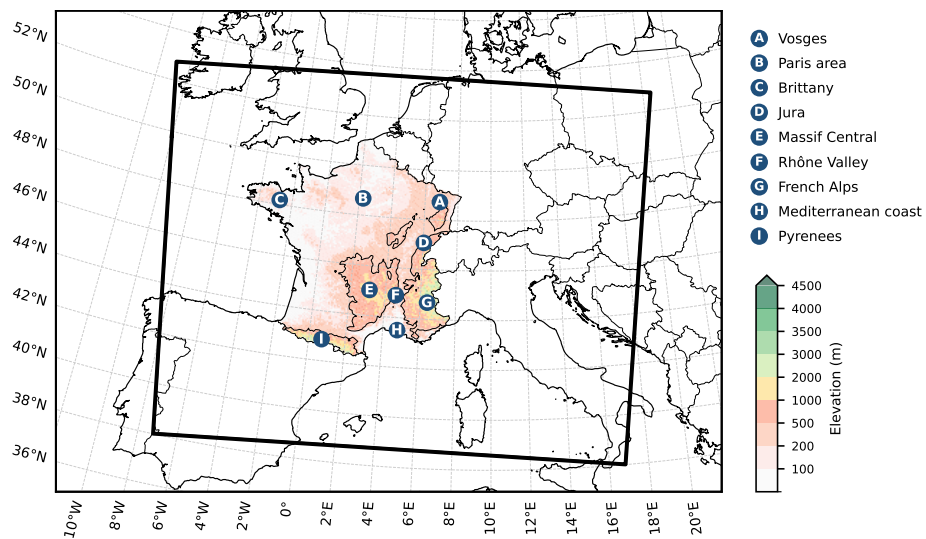 52°N
50°N
48°N
46°N
44°N
42°N
40°N
38°N
36°N
10°W
8°W
6°W
4°W
2°W
0°
2°E
4°E
6°E
8°E
10°E
12°E
14°E
16°E
18°E
20°E
A
B
C
D
E
F
G
H
I
A Vosges
B Paris area
C Brittany
D Jura
E Massif Central
F Rhône Valley
G French Alps
H Mediterranean coast
I Pyrenees
4500
4000
3500
3000
2000
1000
500
200
100
Elevation (m)